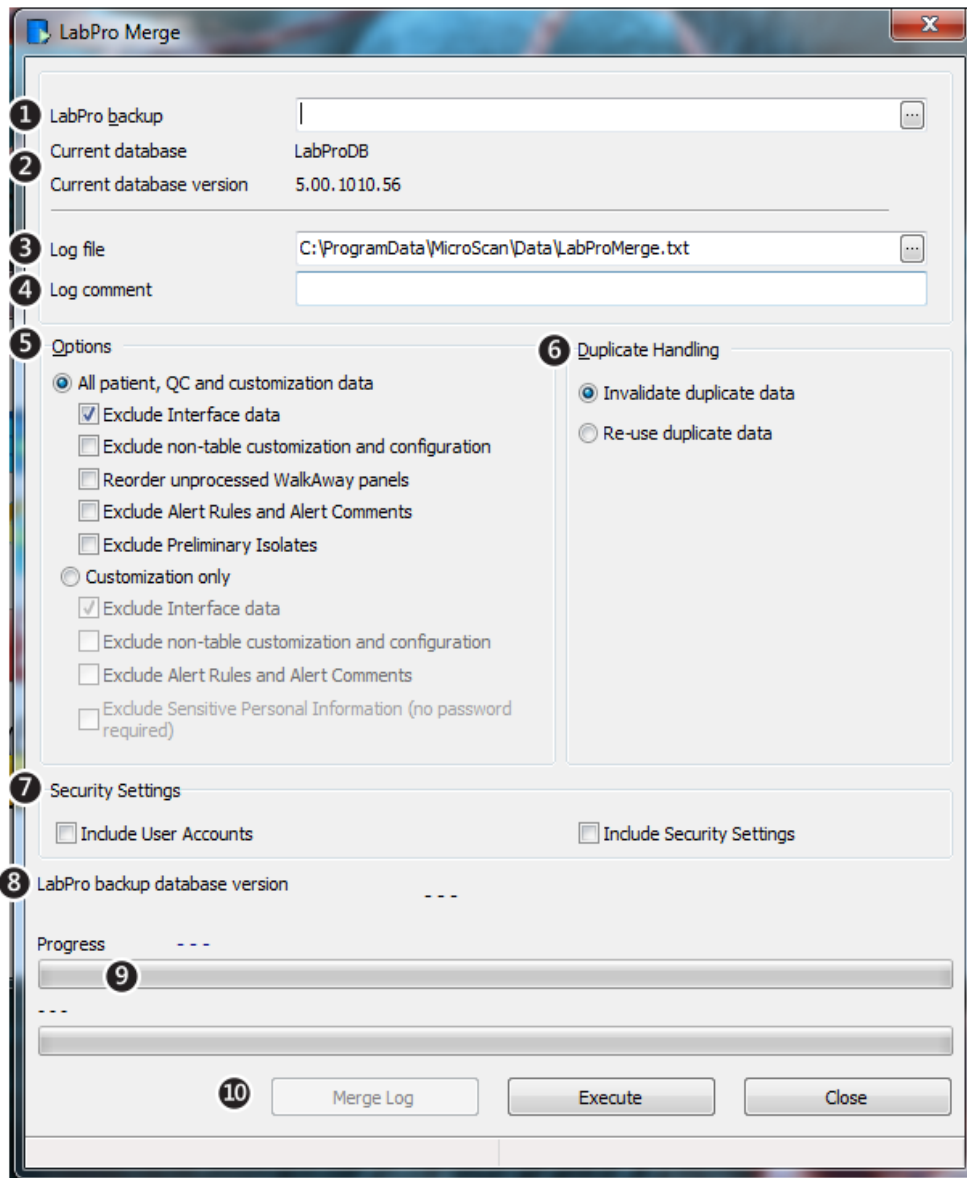 LabPro Merge
X
1 LabPro backup ...
Current database LabProDB
2
Current database version 5.00.1010.56
3 Log file C:\ProgramData\MicroScan\Data\LabProMerge.txt ...
4 Log comment
5 Options
All patient, QC and customization data
Exclude Interface data
Exclude non-table customization and configuration
Reorder unprocessed WalkAway panels
Exclude Alert Rules and Alert Comments
Exclude Preliminary Isolates
Customization only
Exclude Interface data
Exclude non-table customization and configuration
Exclude Alert Rules and Alert Comments
Exclude Sensitive Personal Information (no password
required)
6 Duplicate Handling
Invalidate duplicate data
Re-use duplicate data
7 Security Settings
Include User Accounts Include Security Settings
8 LabPro backup database version ---
Progress ---
9
---
10 Merge Log Execute Close